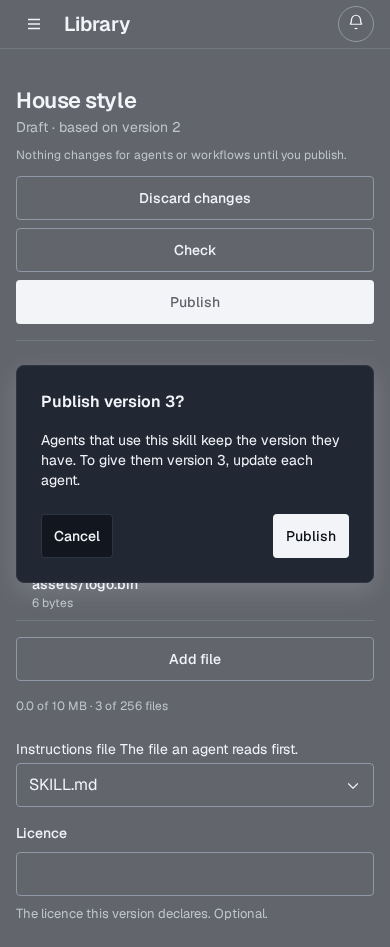 Library
House style
Draft · based on version 2
Nothing changes for agents or workflows until you publish.
Discard changes
Check
Publish
Publish version 3?
Agents that use this skill keep the version they
have. To give them version 3, update each
agent.
Cancel
Publish
assets/logo.bin
6 bytes
Add file
0.0 of 10 MB · 3 of 256 files
Instructions file The file an agent reads first.
SKILL.md
Licence
The licence this version declares. Optional.